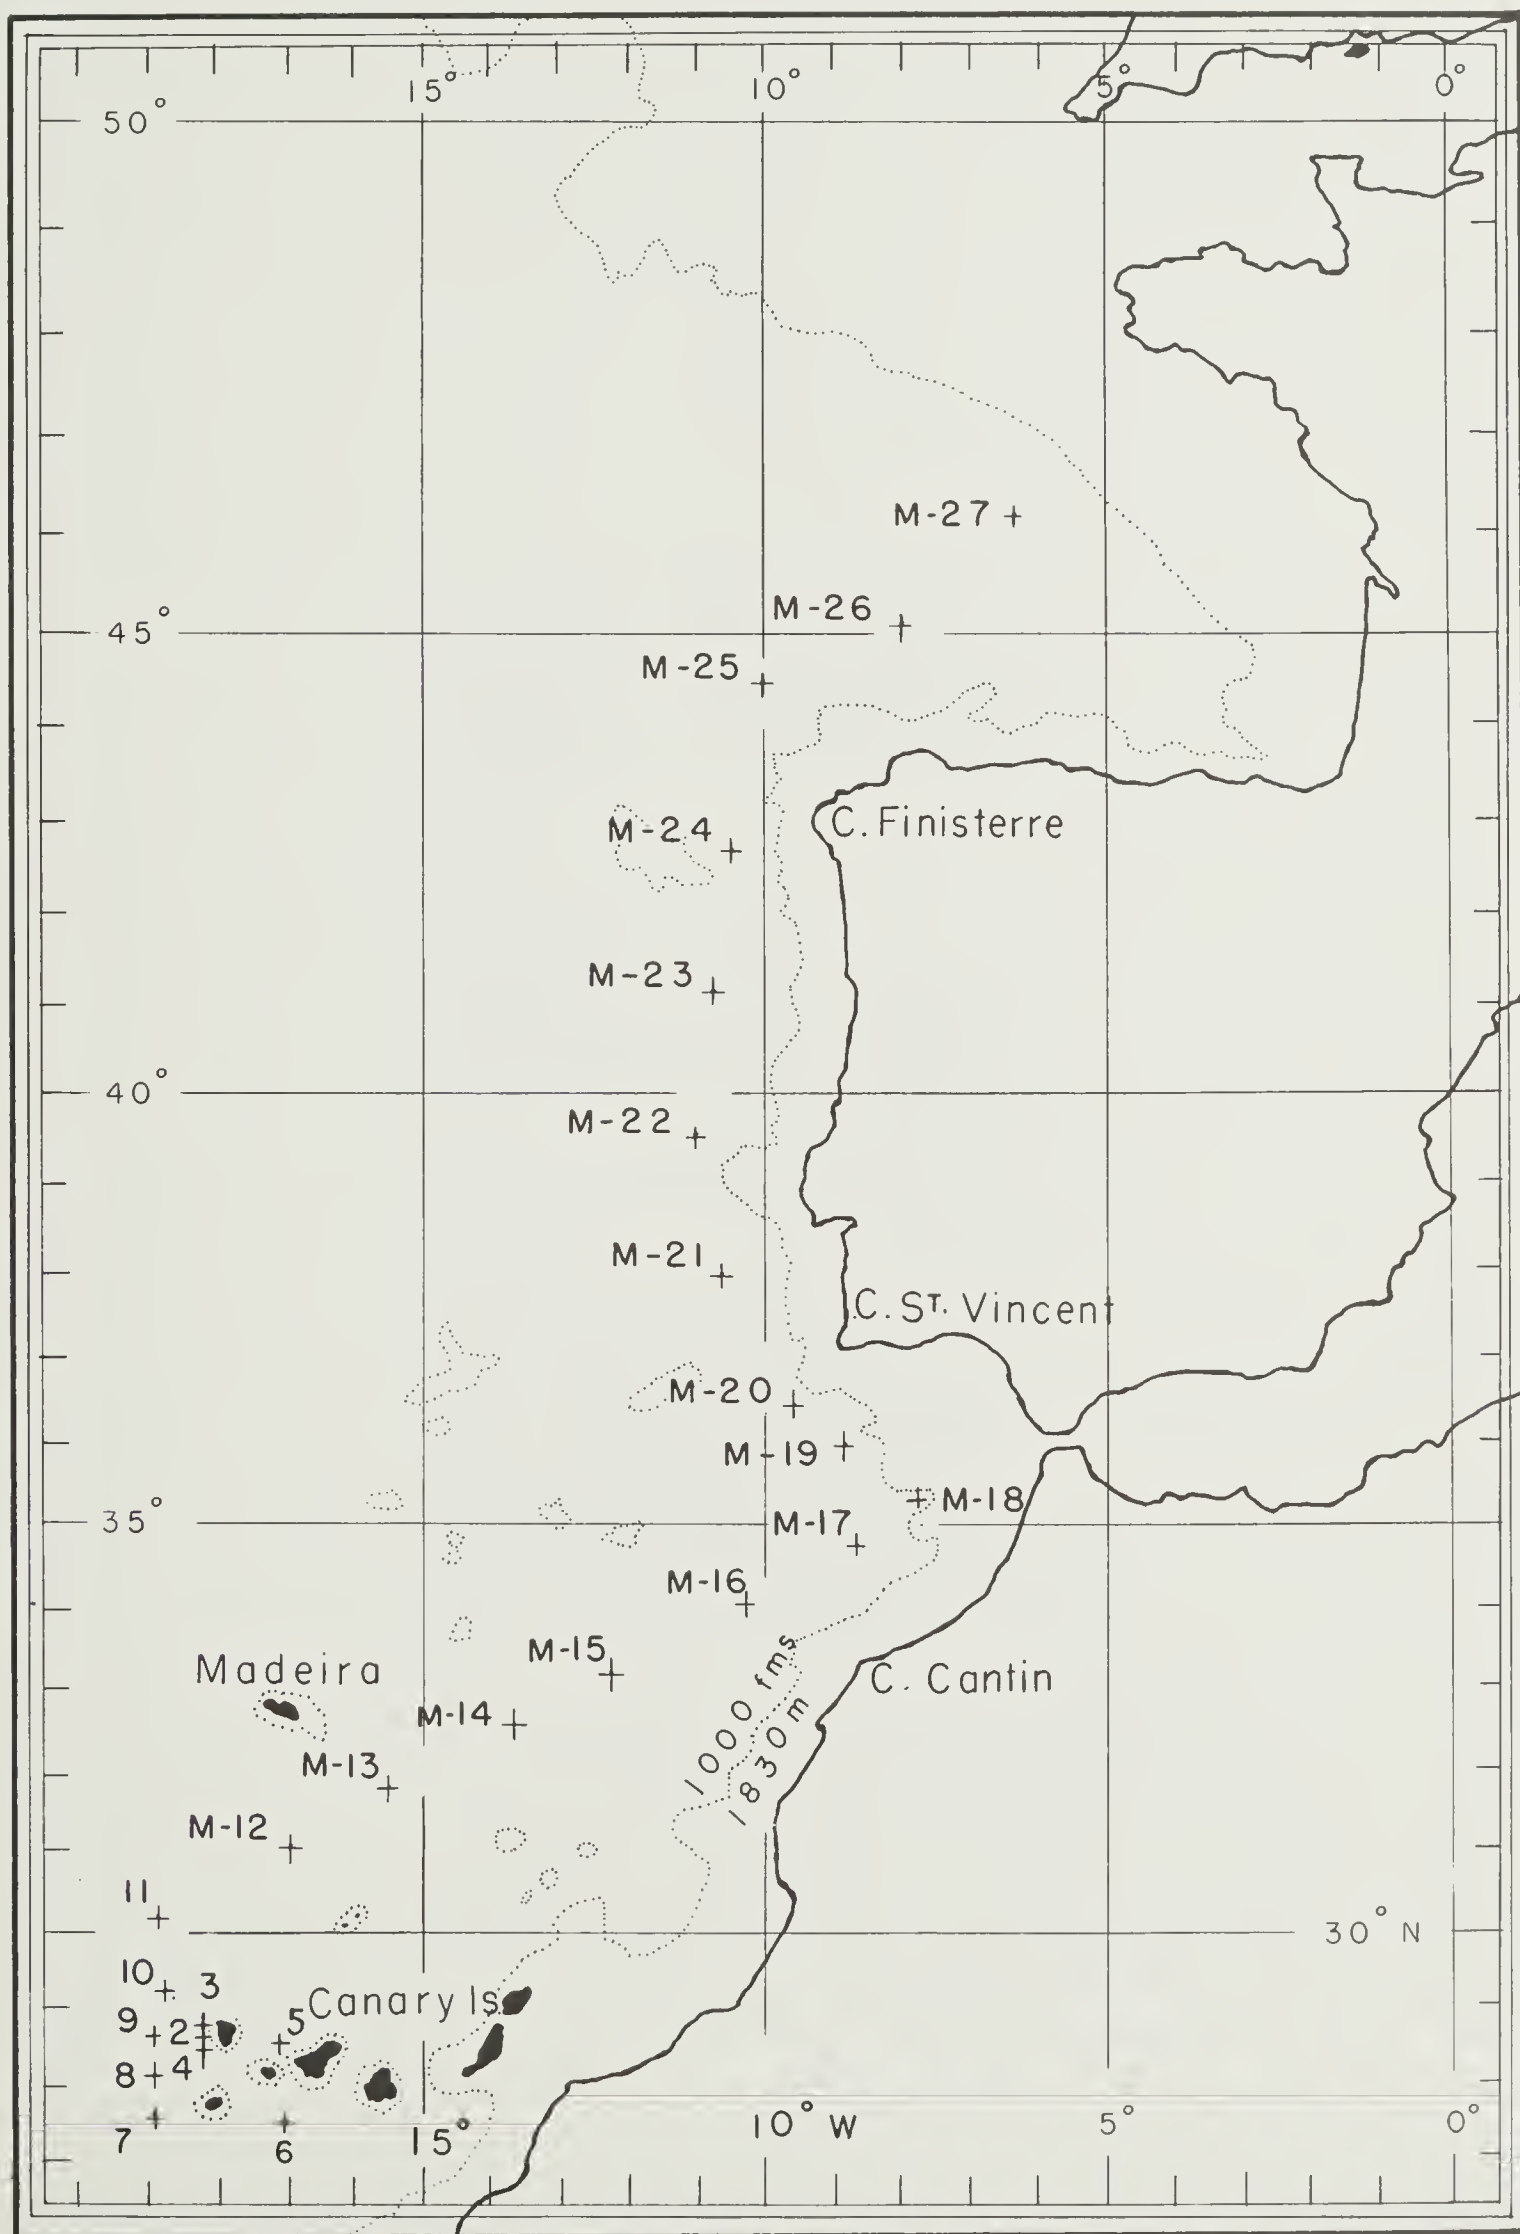 15° 10° 5° 0°
50°
M-27
M-26
45°
M-25
C. Finisterre
M-24
M-23
40°
M-22
M-21
C. ST. Vincent
M-20
M-19
M-18
35°
M-17
M-16
M-15
Madeira
C. Cantin
1000 fms
1830 m
M-14
M-13
M-12
11
30° N
10
3
Canary Is
9
2
5
8
4
7
6
15°
10° W
5°
0°